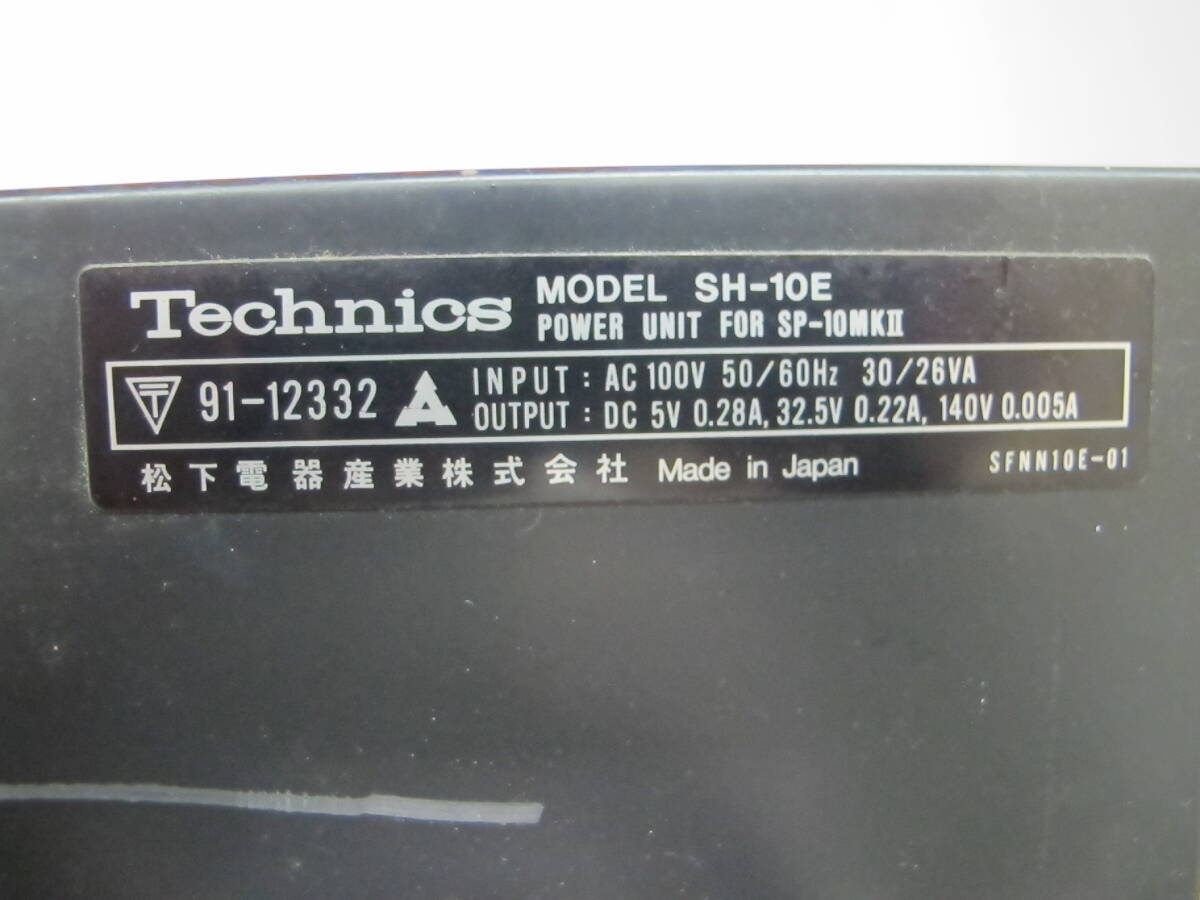 Technics
MODEL SH-10E
POWER UNIT FOR SP-10MKⅡ
〒 91-12332
INPUT : AC 100V 50/60Hz 30/26VA
OUTPUT : DC 5V 0.28A, 32.5V 0.22A, 140V 0.005A
松下電器産業株式会社 Made in Japan
SFNN10E-01